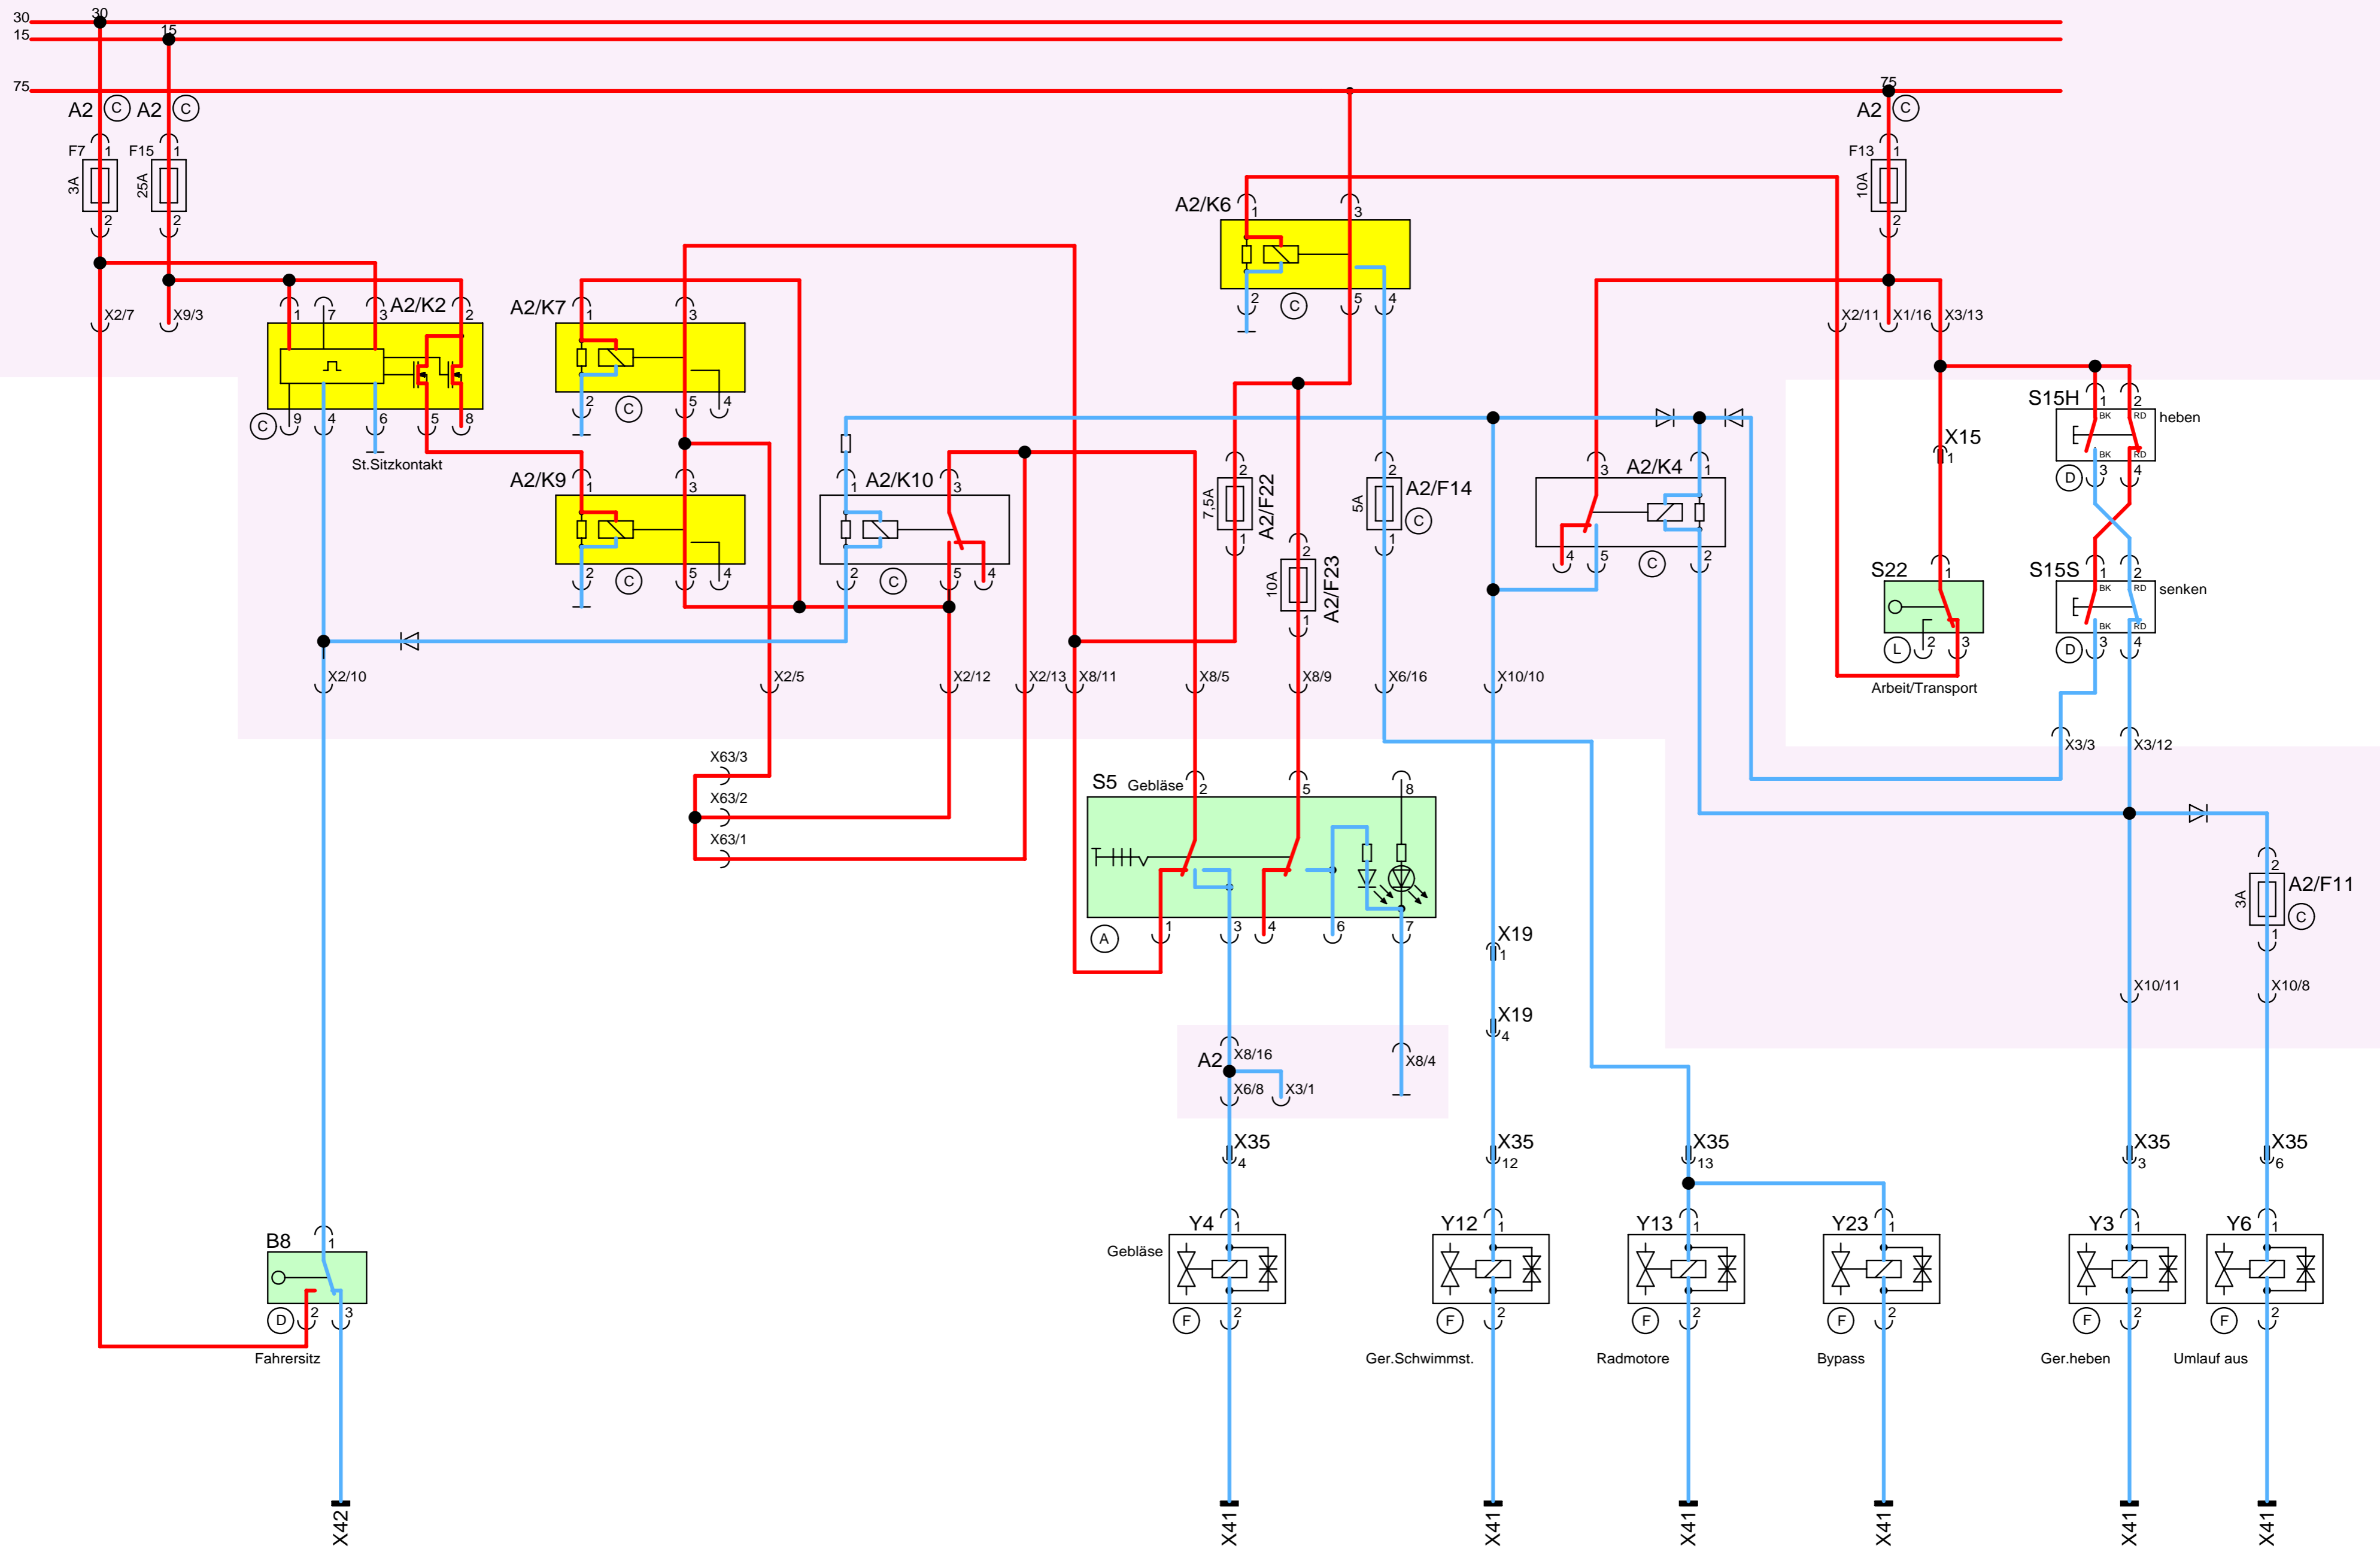 30
30
15
15
75
75
A2 C A2 C
A2 C
F7 1 F15 1
F13 1
3A
25A
10A
2
2
2
A2/K6 1 3
2 C 5 4
X2/7 X9/3
1 7 3 A2/K2 2
A2/K7 1 3
X2/11 X1/16 X3/13
C 9 4 6 5 8
St.Sitzkontakt
2 C 5 4
S15H 1 2
BK RD heben
BK RD
D 3 4
X15
1
A2/K9 1 3
A2/K10
1 3
2 C 5 4
2 C 5 4
2
7,5A
A2/F22
1
2
10A
A2/F23
1
2
5A
A2/F14
C
1
3 A2/K4 1
4 5 C 2
S22 1
L 2 3
Arbeit/Transport
S15S 1 2
BK RD senken
BK RD
D 3 4
X2/10 X2/5 X2/12 X2/13 X8/11 X8/5 X8/9 X6/16 X10/10
X3/3 X3/12
X63/3
X63/2
X63/1
S5 Gebläse 2 5 8
A 1 3 4 6 7
2
3A
A2/F11
C
1
X19
1
X19
4
X10/11 X10/8
A2 X8/16
X8/4
X6/8 X3/1
X35
4
X35
12
X35
13
X35
3
X35
6
B8 1
D 2 3
Fahrersitz
Y4 1
Gebläse
F 2
Y12 1
F 2
Ger.Schwimmst.
Y13 1
F 2
Radmotore
Y23 1
F 2
Bypass
Y3 1
F 2
Ger.heben
Y6 1
F 2
Umlauf aus
X42
X41
X41
X41
X41
X41
X41